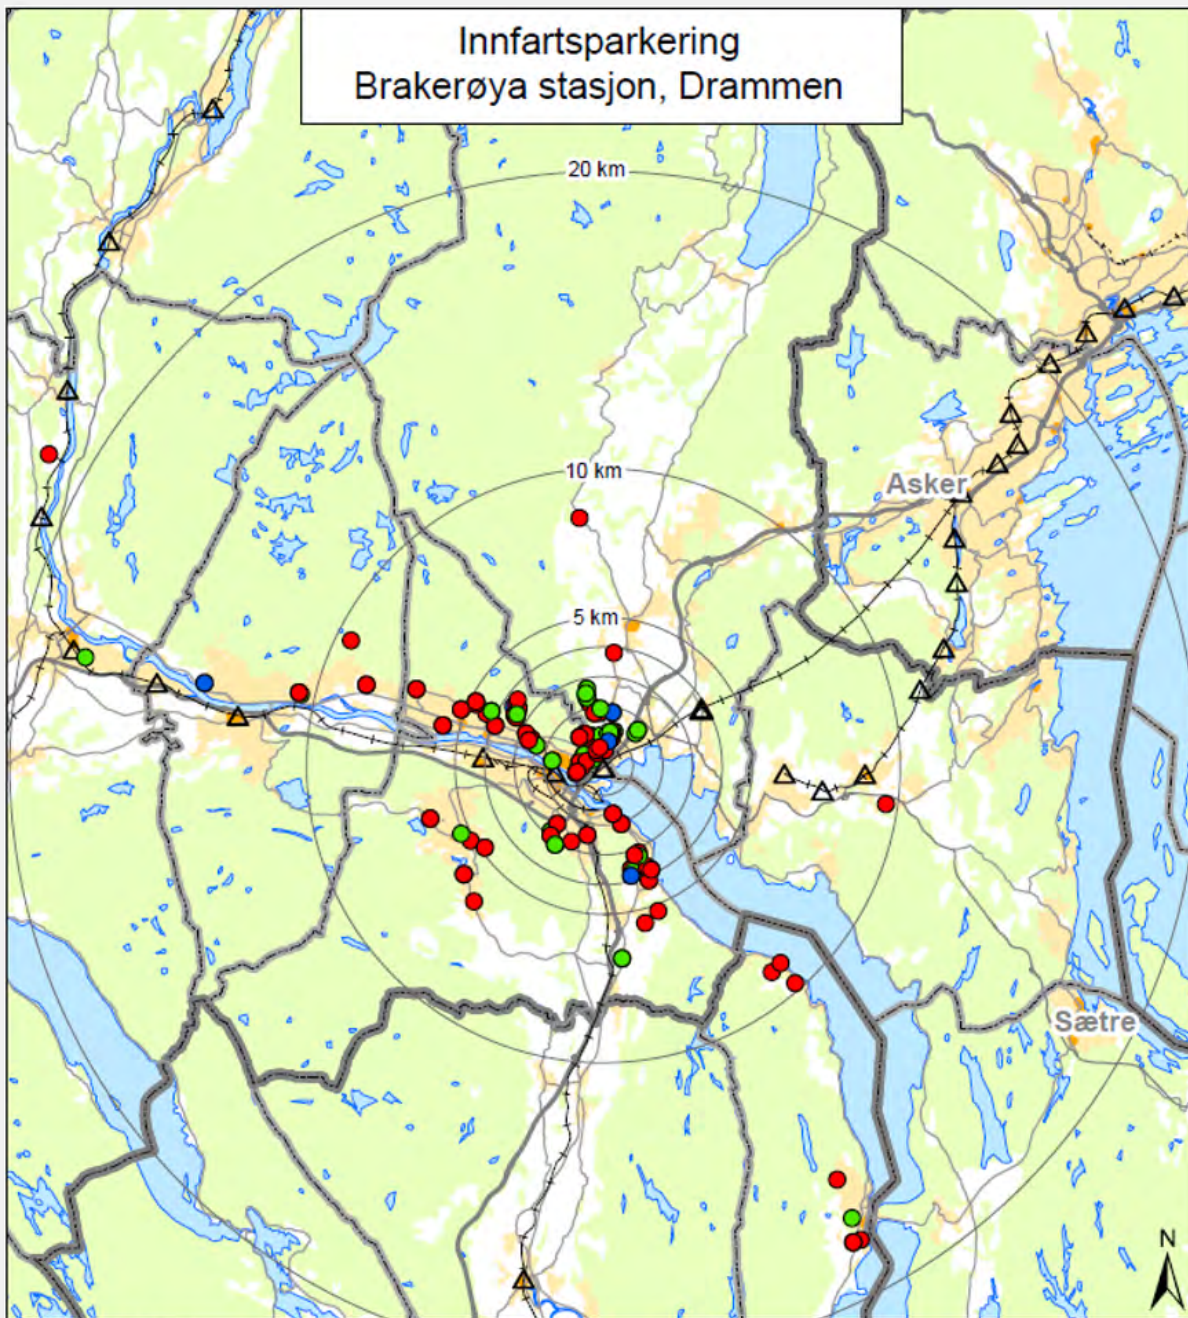 Innfartsparkering
Brakerøya stasjon, Drammen
20 km
10 km
Asker
5 km
Sætre
N